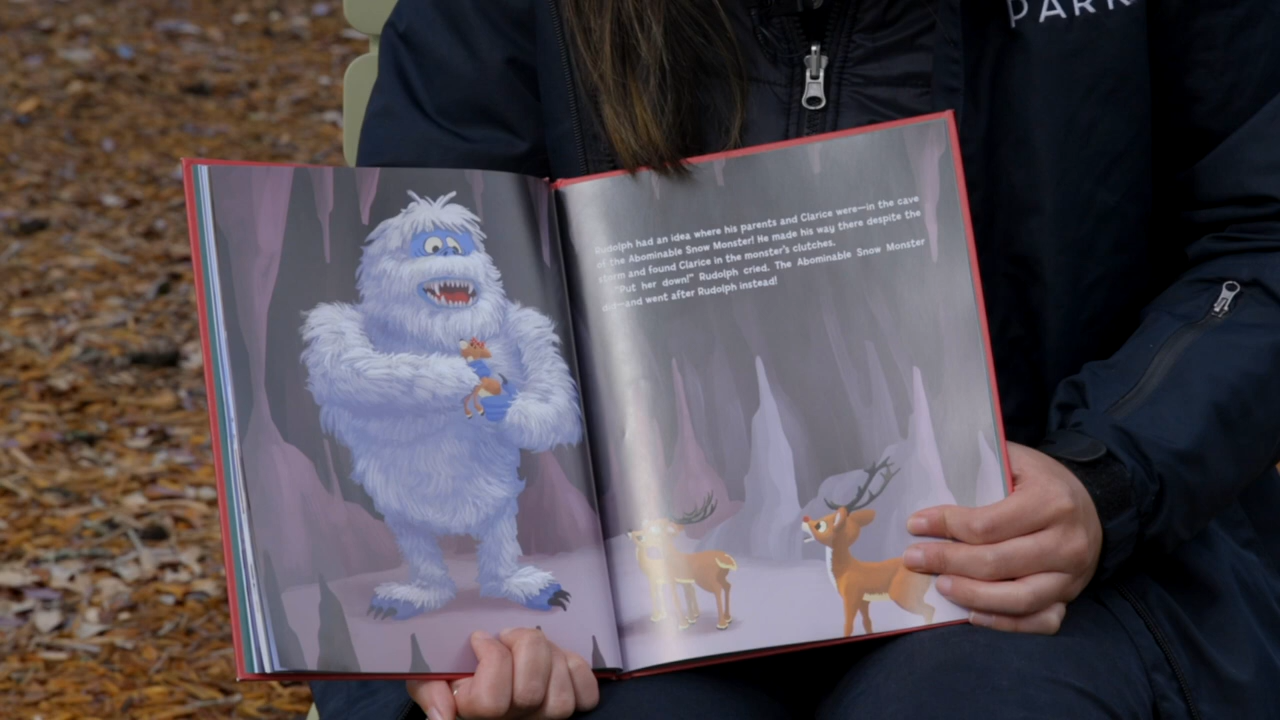 PARK
Rudolph had an idea where his parents and Clarice were—in the cave
of the Abominable Snow Monster! He made his way there despite the
storm and found Clarice in the monster's clutches.
"Put her down!" Rudolph cried. The Abominable Snow Monster
did—and went after Rudolph instead!